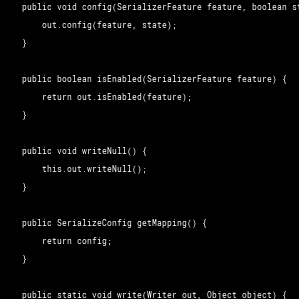 public void config(SerializerFeature feature, boolean st
out.config(feature, state);
}
public boolean isEnabled(SerializerFeature feature) {
return out.isEnabled(feature);
}
public void writeNull() {
this.out.writeNull();
}
public SerializeConfig getMapping() {
return config;
}
public static void write(Writer out, Object object) {